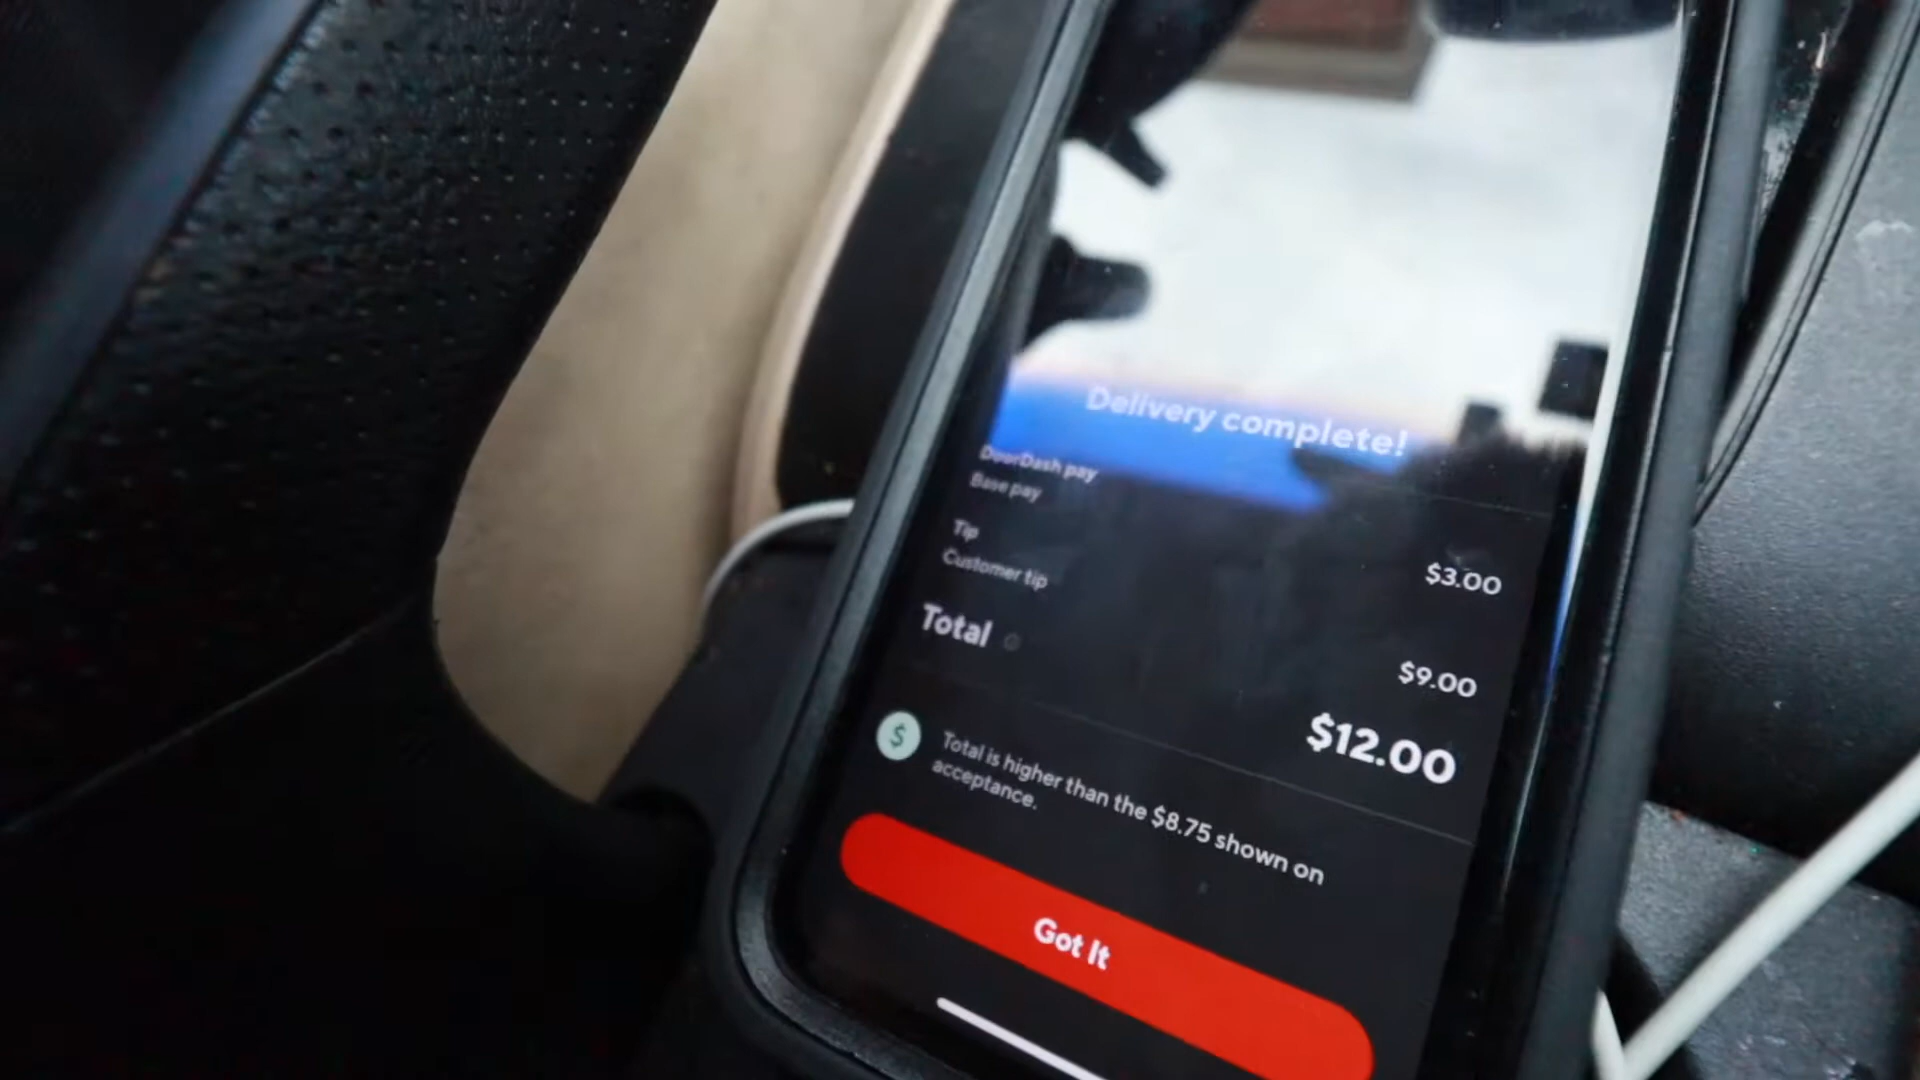 Delivery complete!
DoorDash pay
Base pay
$3.00
Tip
Customer tip
$9.00
Total
$12.00
$
Total is higher than the $8.75 shown on
acceptance.
Got It